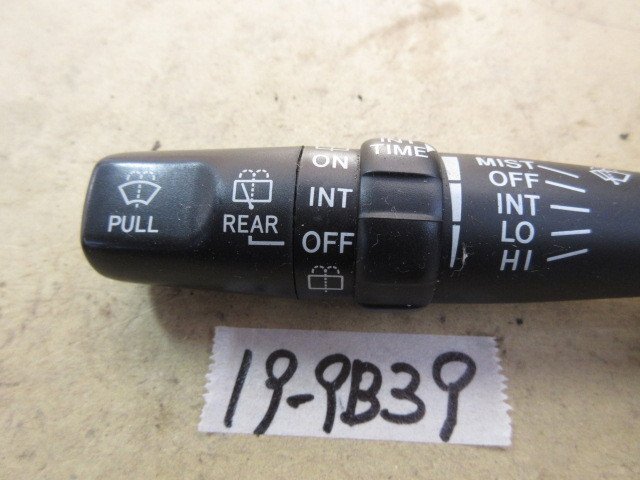 PULL
REAR
ON
INT
OFF
INT
TIME
MIST
OFF
INT
LO
HI
19-9B39